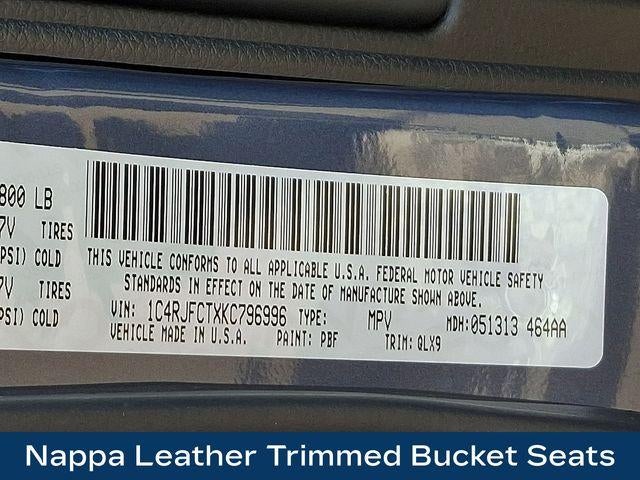 800 LB
7V TIRES
PSI) COLD
7V TIRES
PSI) COLD
THIS VEHICLE CONFORMS TO ALL APPLICABLE U.S.A. FEDERAL MOTOR VEHICLE SAFETY
STANDARDS IN EFFECT ON THE DATE OF MANUFACTURE SHOWN ABOVE.
VIN: 1C4RJFCTXKC796996 TYPE: MPV MDH:051313 464AA
VEHICLE MADE IN U.S.A. PAINT: PBF TRIM: QLX9
Nappa Leather Trimmed Bucket Seats